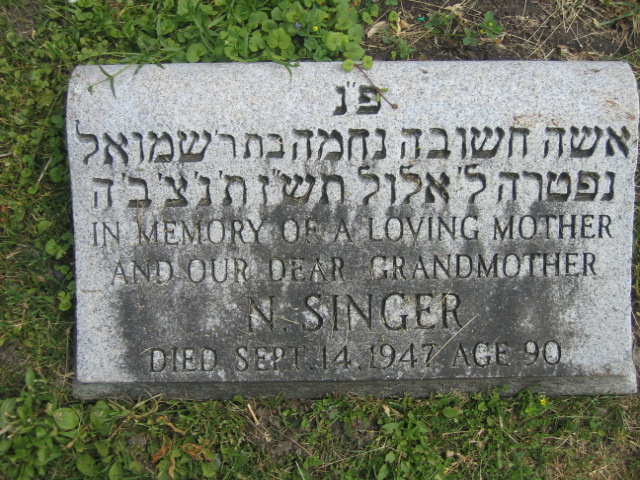 פ"נ
אשה חשובה נחמה בת ר' שמואל
נפטרה ל' אלול תש"ז ת'נ'צ'ב'ה
IN MEMORY OF A LOVING MOTHER
AND OUR DEAR GRANDMOTHER
N. SINGER
DIED SEPT. 14, 1947 AGE 90